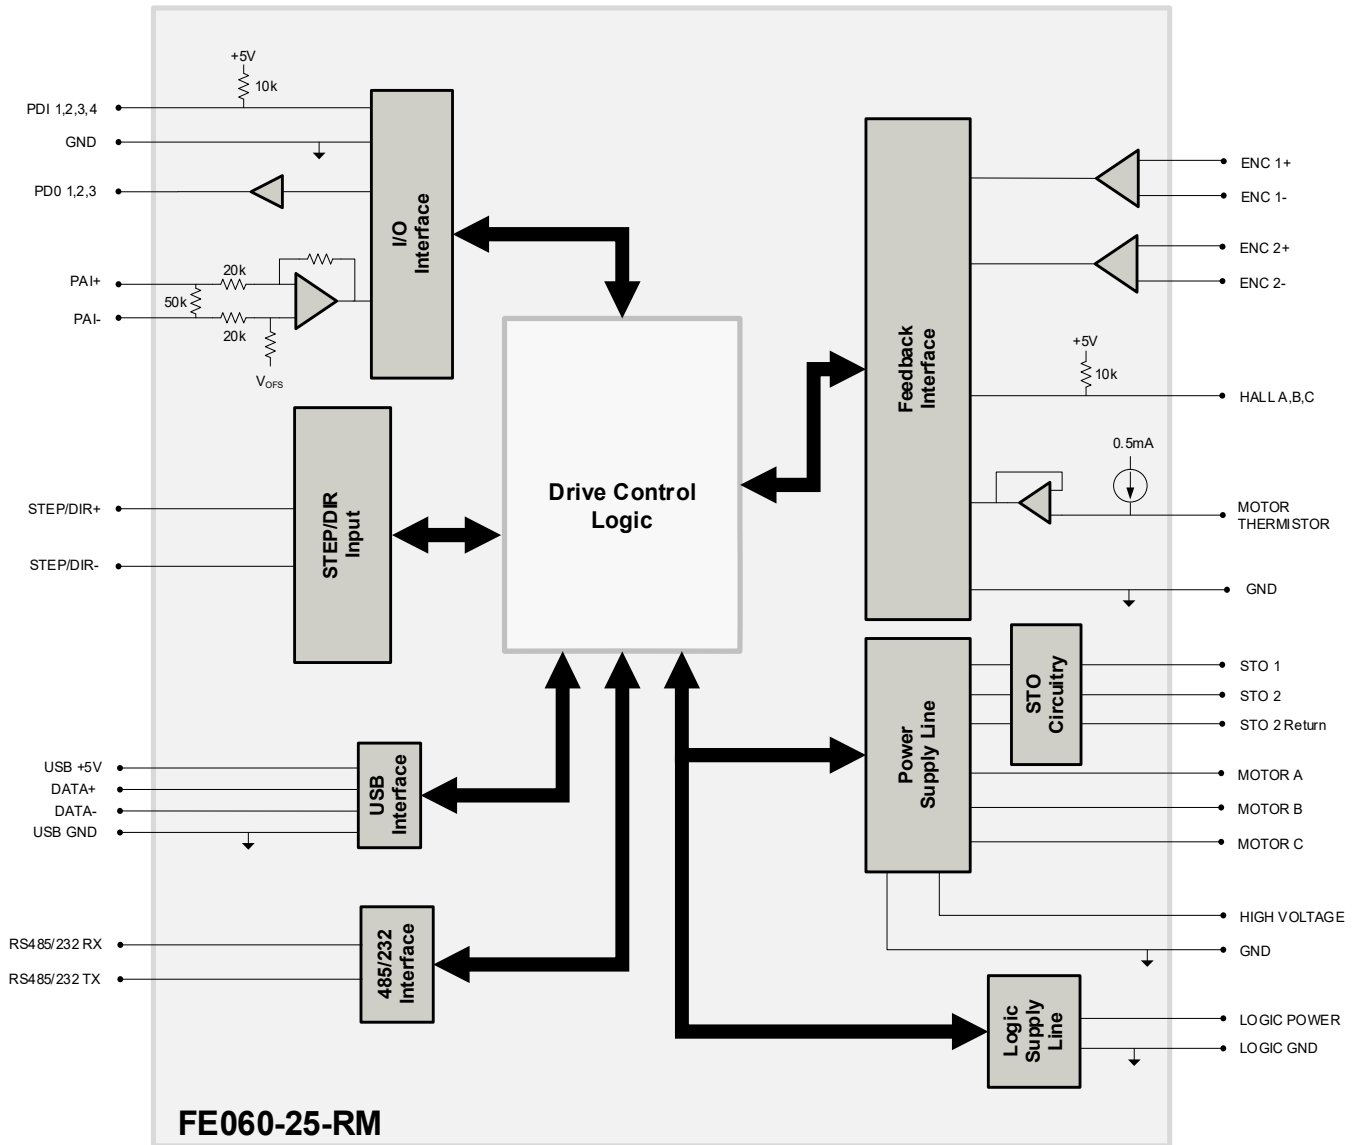 +5V
10k
PDI 1,2,3,4
GND
PD0 1,2,3
PAI+
20k
50k
PAI-
20k
VOFS
I/O
Interface
STEP/DIR+
STEP/DIR-
STEP/DIR
Input
USB +5V
DATA+
DATA-
USB GND
USB
Interface
RS485/232 RX
RS485/232 TX
485/232
Interface
Drive Control
Logic
Feedback
Interface
ENC 1+
ENC 1-
ENC 2+
ENC 2-
+5V
10k
HALL A,B,C
0.5mA
MOTOR
THERMISTOR
GND
Power
Supply Line
STO
Circuitry
STO 1
STO 2
STO 2 Return
MOTOR A
MOTOR B
MOTOR C
HIGH VOLTAGE
GND
Logic
Supply
Line
LOGIC POWER
LOGIC GND
FE060-25-RM